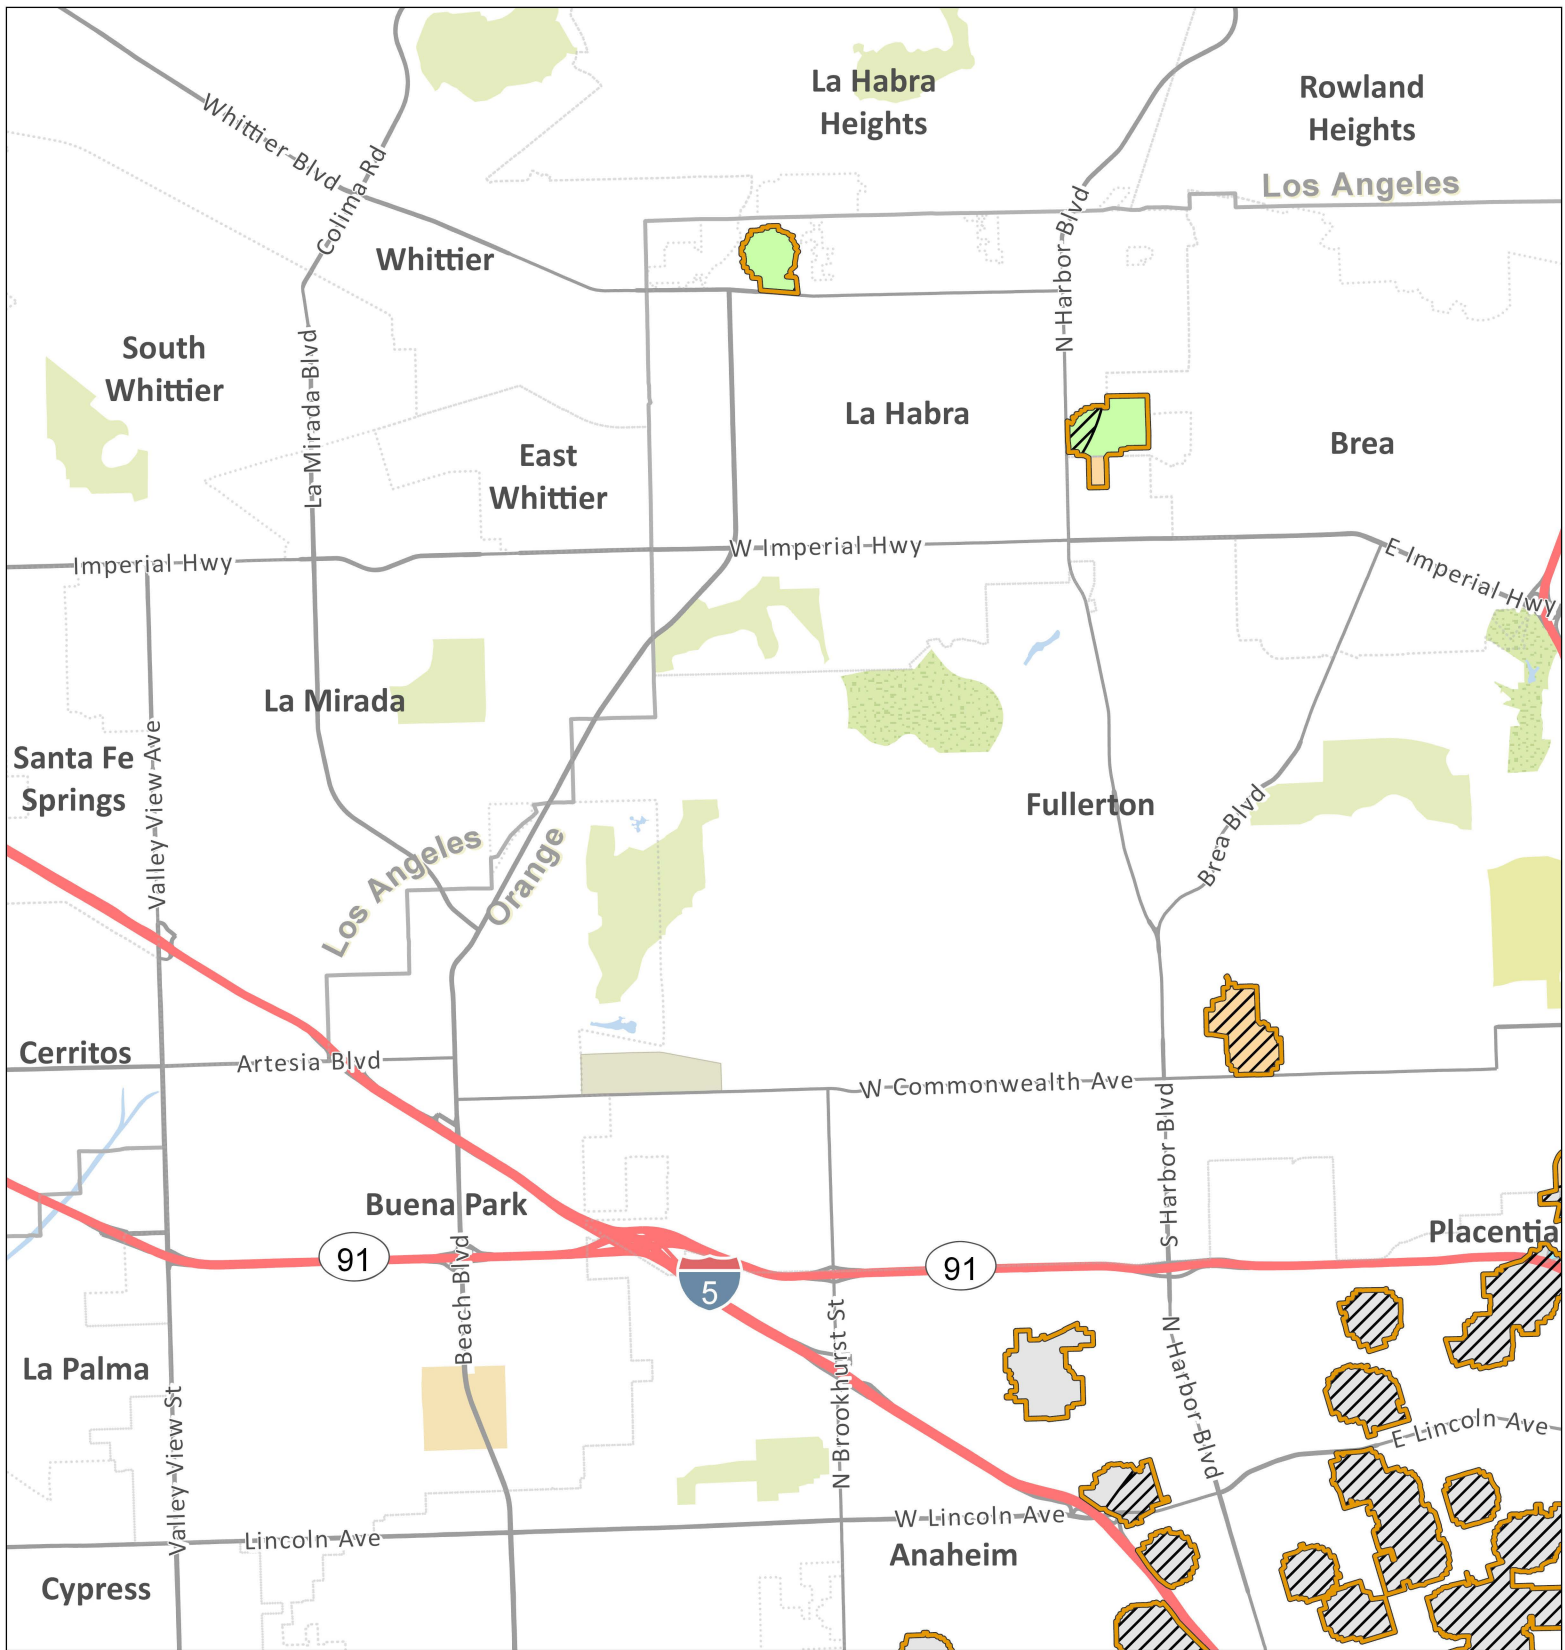 La Habra
Heights
Rowland
Heights
Los Angeles
Whittier Blvd
Colima Rd
N Harbor Blvd
Whittier
South
Whittier
La Mirada Blvd
La Habra
Brea
East
Whittier
Imperial Hwy
W Imperial Hwy
E Imperial Hwy
La Mirada
Santa Fe
Springs
Valley View Ave
Fullerton
Brea Blvd
Los Angeles
Orange
Cerritos
Artesia Blvd
W Commonwealth Ave
S Harbor Blvd
Buena Park
Placentia
91
91
5
Beach Blvd
N Brookhurst St
N Harbor Blvd
La Palma
Valley View St
E Lincoln Ave
Lincoln Ave
W Lincoln Ave
Anaheim
Cypress